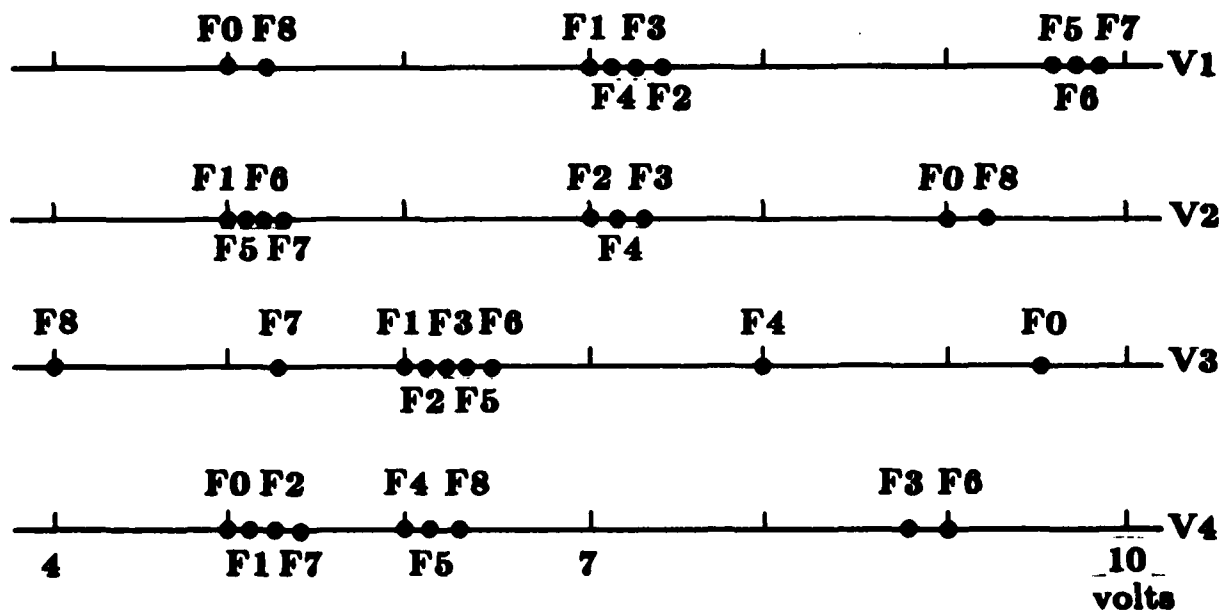 F0 F8 F1 F3 F5 F7
V1
F4 F2 F6
F1 F6 F2 F3 F0 F8
V2
F5 F7 F4
F8 F7 F1 F3 F6 F4 F0
V3
F2 F5
F0 F2 F4 F8 F3 F6
V4
4 F1 F7 F5 7 10
volts